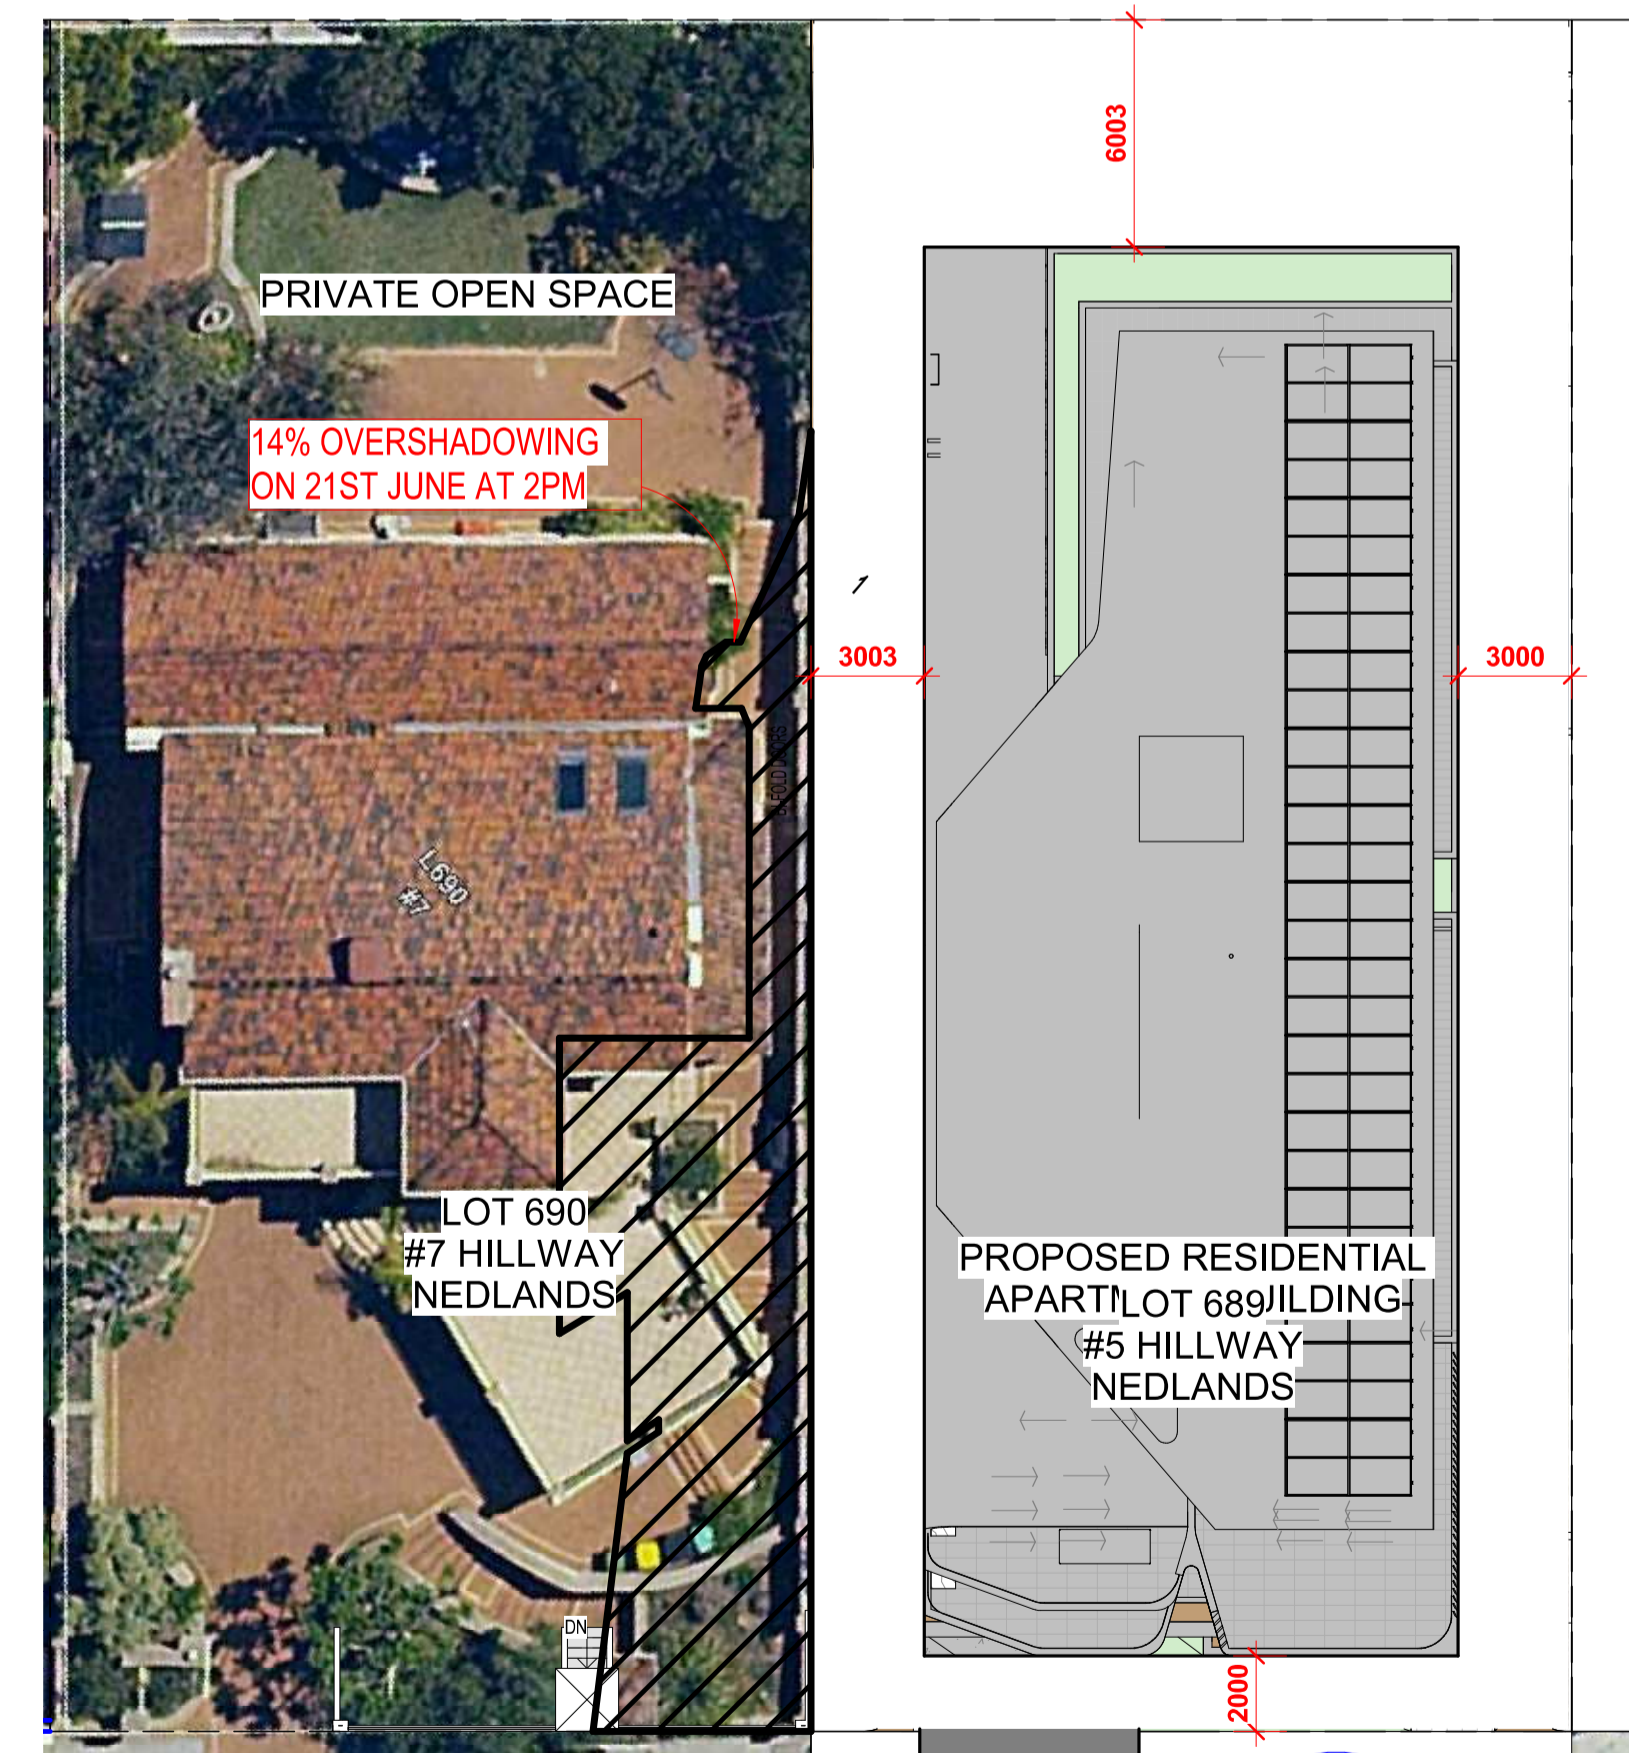 6003
PRIVATE OPEN SPACE
14% OVERSHADOWING
ON 21ST JUNE AT 2PM
3003
3000
L690
#7
LOT 690
#7 HILLWAY
NEDLANDS
PROPOSED RESIDENTIAL
LOT 689
#5 HILLWAY
NEDLANDS
DN
2000